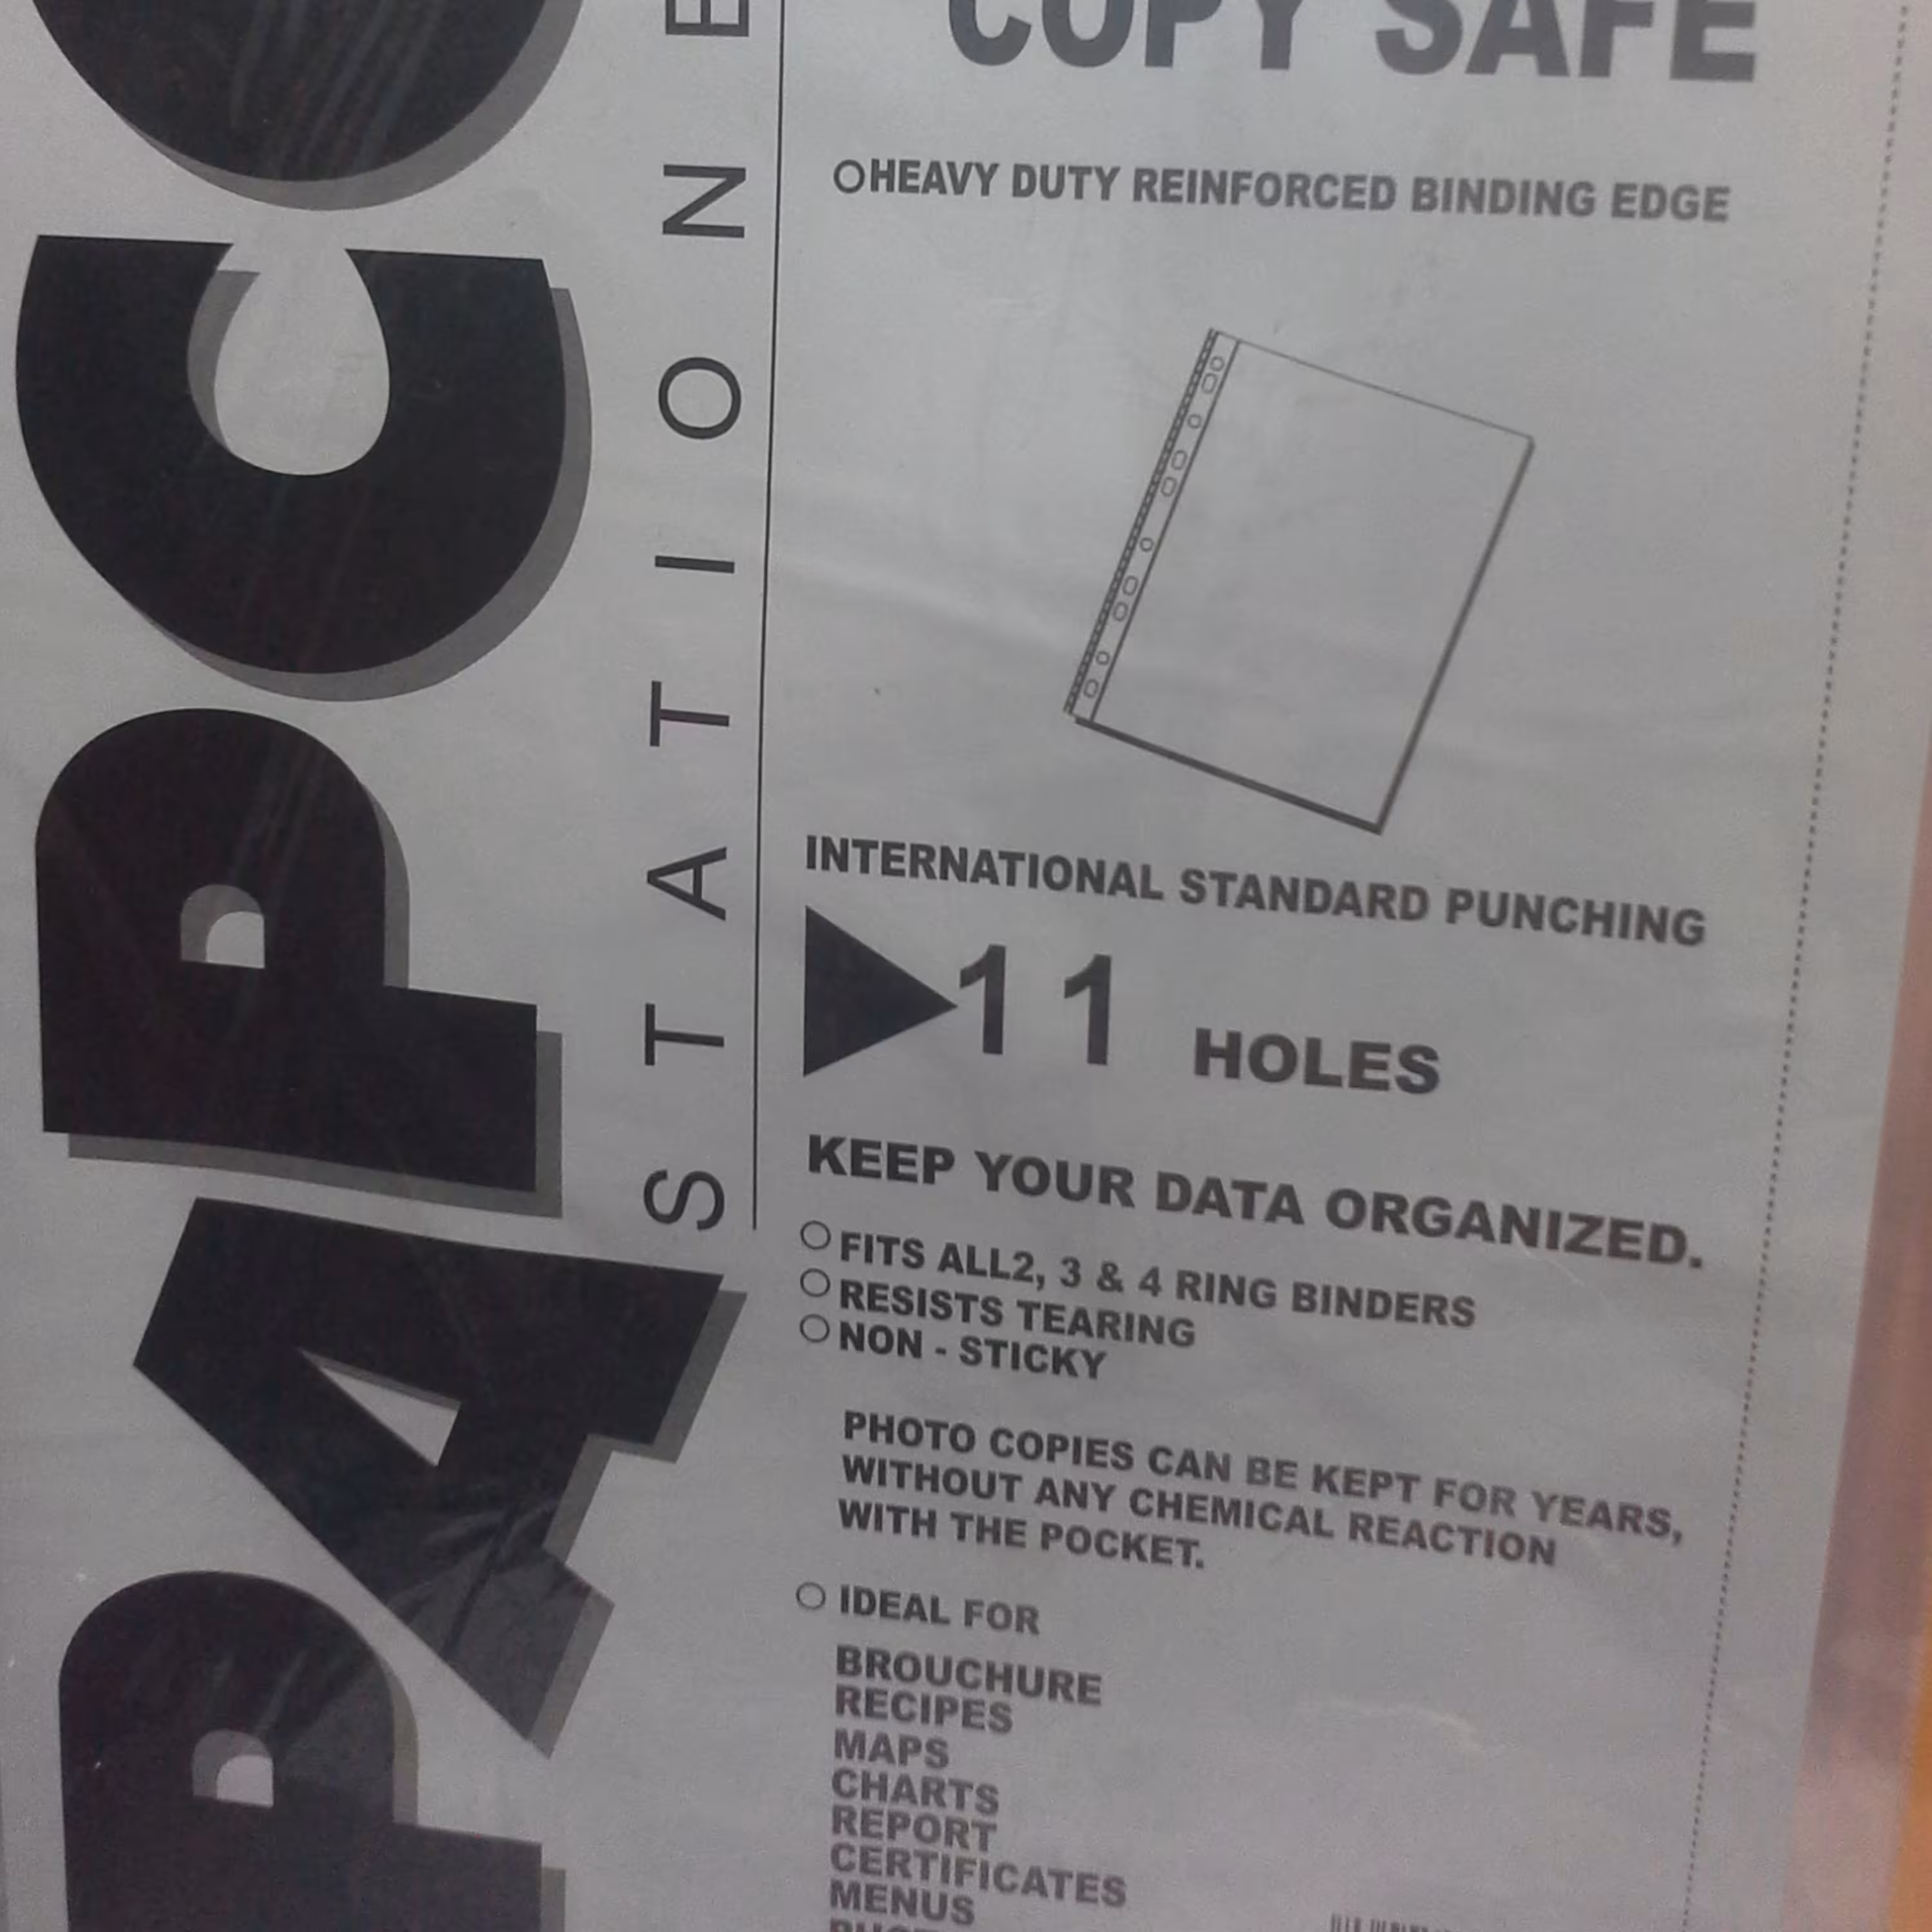 PAPCO
STATIONE
COPY SAFE
HEAVY DUTY REINFORCED BINDING EDGE
INTERNATIONAL STANDARD PUNCHING
11 HOLES
KEEP YOUR DATA ORGANIZED.
FITS ALL2, 3 & 4 RING BINDERS
RESISTS TEARING
NON - STICKY
PHOTO COPIES CAN BE KEPT FOR YEARS,
WITHOUT ANY CHEMICAL REACTION
WITH THE POCKET.
IDEAL FOR
BROUCHURE
RECIPES
MAPS
CHARTS
REPORT
CERTIFICATES
MENUS